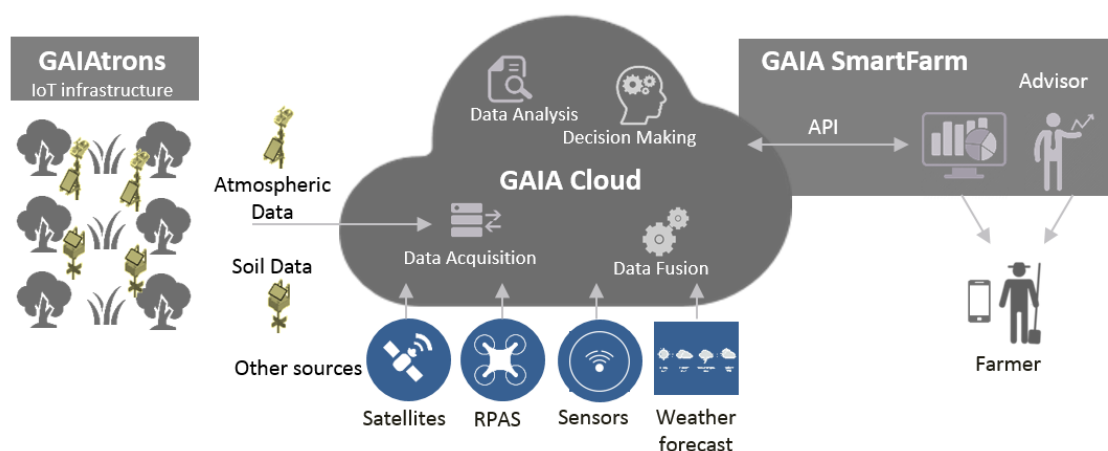 GAIAtrons
IoT infrastructure
Atmospheric
Data
Soil Data
Other sources
Data Analysis
Decision Making
GAIA Cloud
Data Acquisition
Data Fusion
Satellites
RPAS
Sensors
Weather
forecast
GAIA SmartFarm
Advisor
API
Farmer